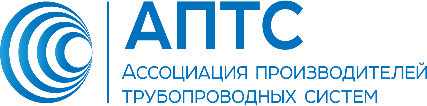 АПТС
Ассоциация производителей
трубопроводных систем